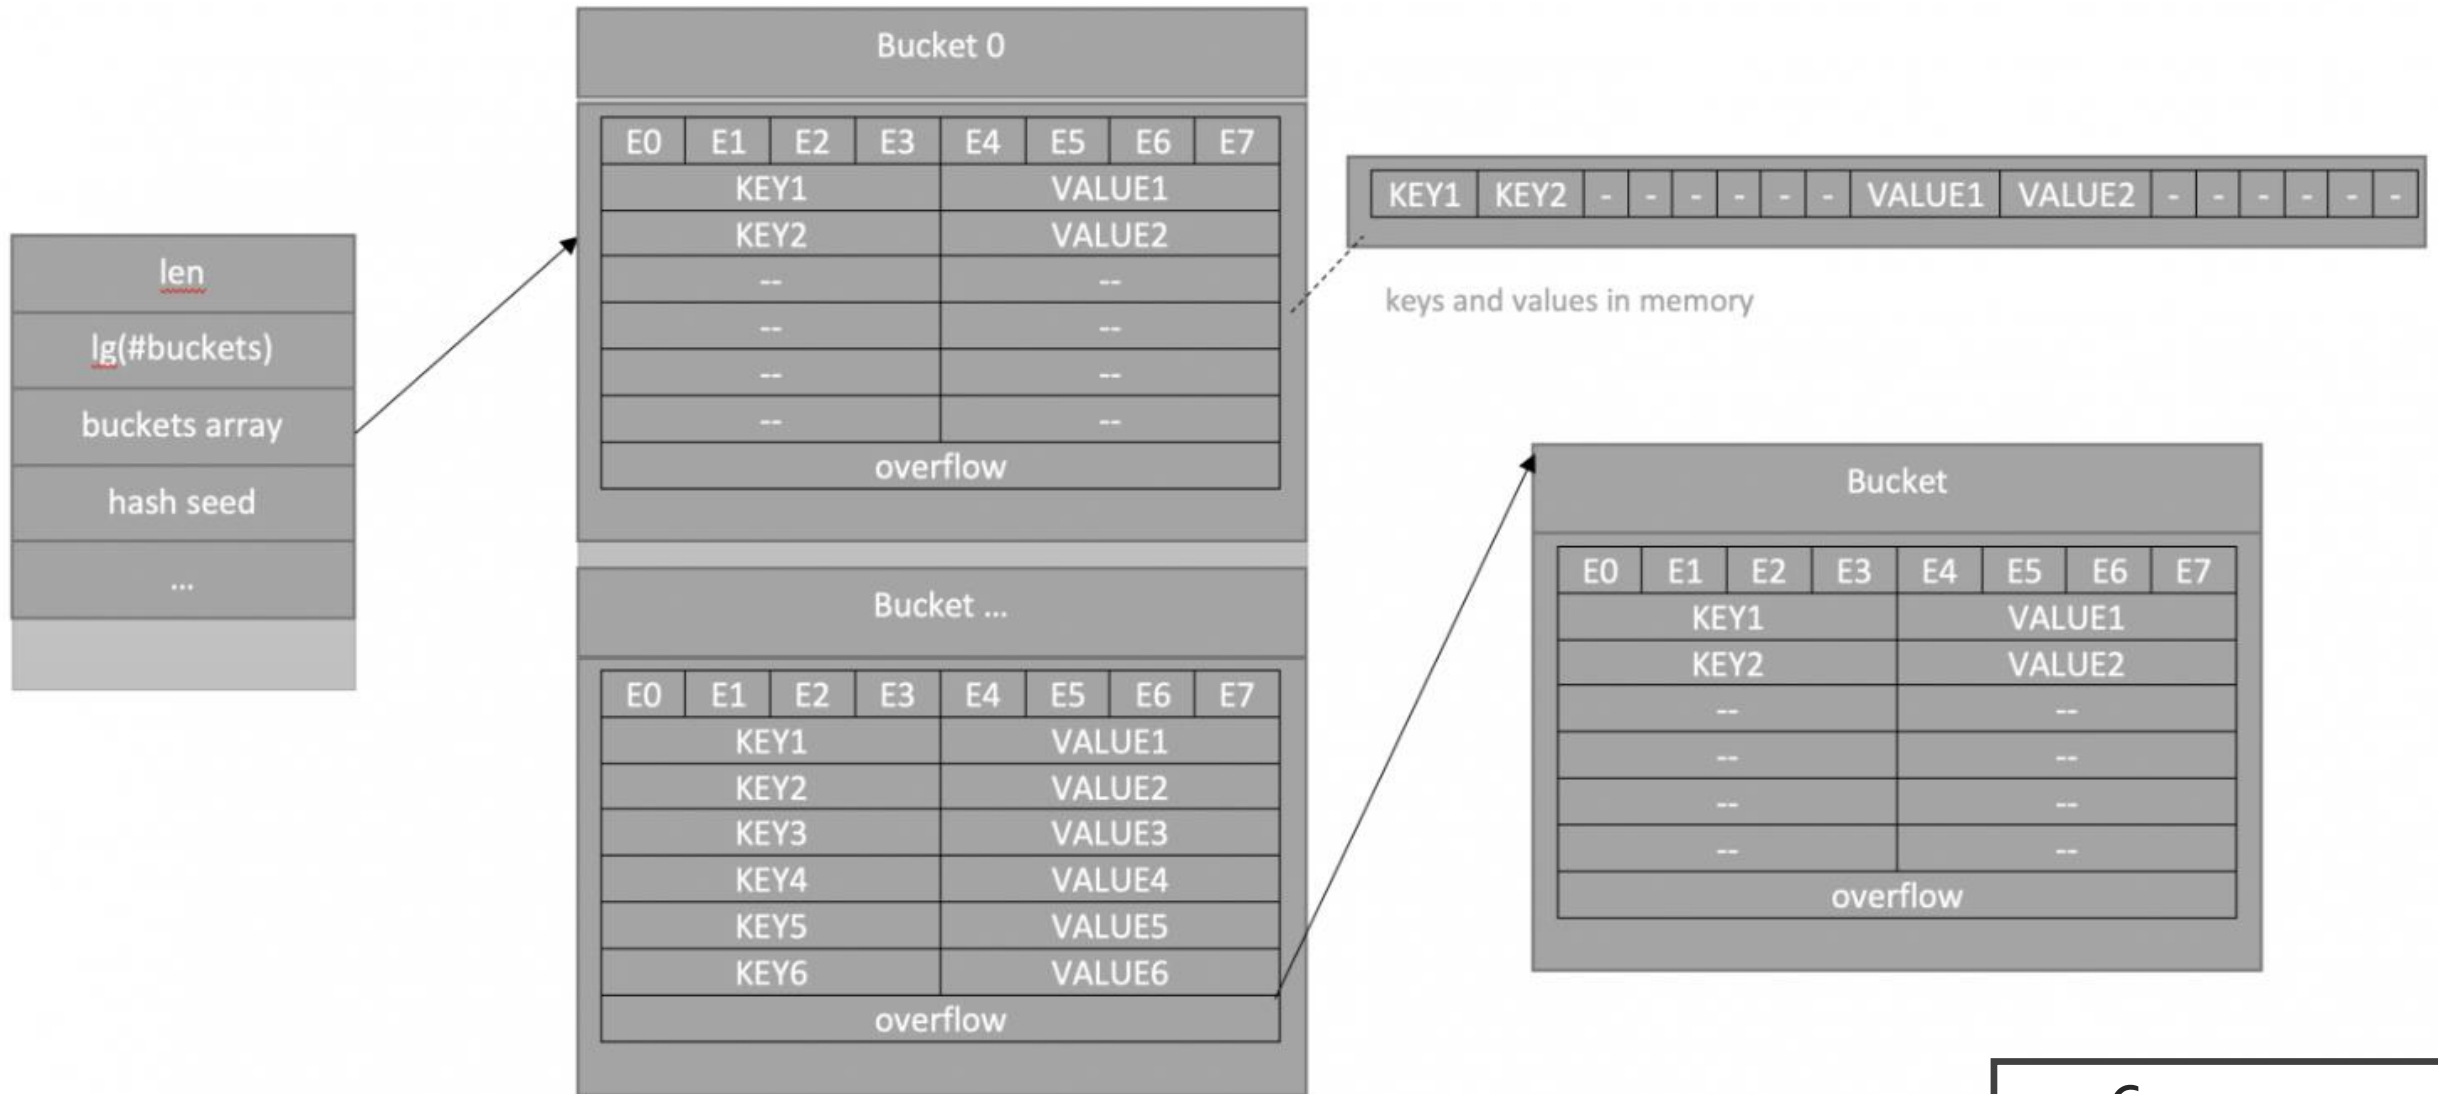 len
lg(#buckets)
buckets array
hash seed
...
Bucket 0
E0 E1 E2 E3 E4 E5 E6 E7
KEY1 VALUE1
KEY2 VALUE2
-- --
-- --
-- --
-- --
overflow
Bucket ...
E0 E1 E2 E3 E4 E5 E6 E7
KEY1 VALUE1
KEY2 VALUE2
KEY3 VALUE3
KEY4 VALUE4
KEY5 VALUE5
KEY6 VALUE6
overflow
KEY1 KEY2 - - - - - - VALUE1 VALUE2 - - - - - -
keys and values in memory
Bucket
E0 E1 E2 E3 E4 E5 E6 E7
KEY1 VALUE1
KEY2 VALUE2
-- --
-- --
-- --
-- --
overflow